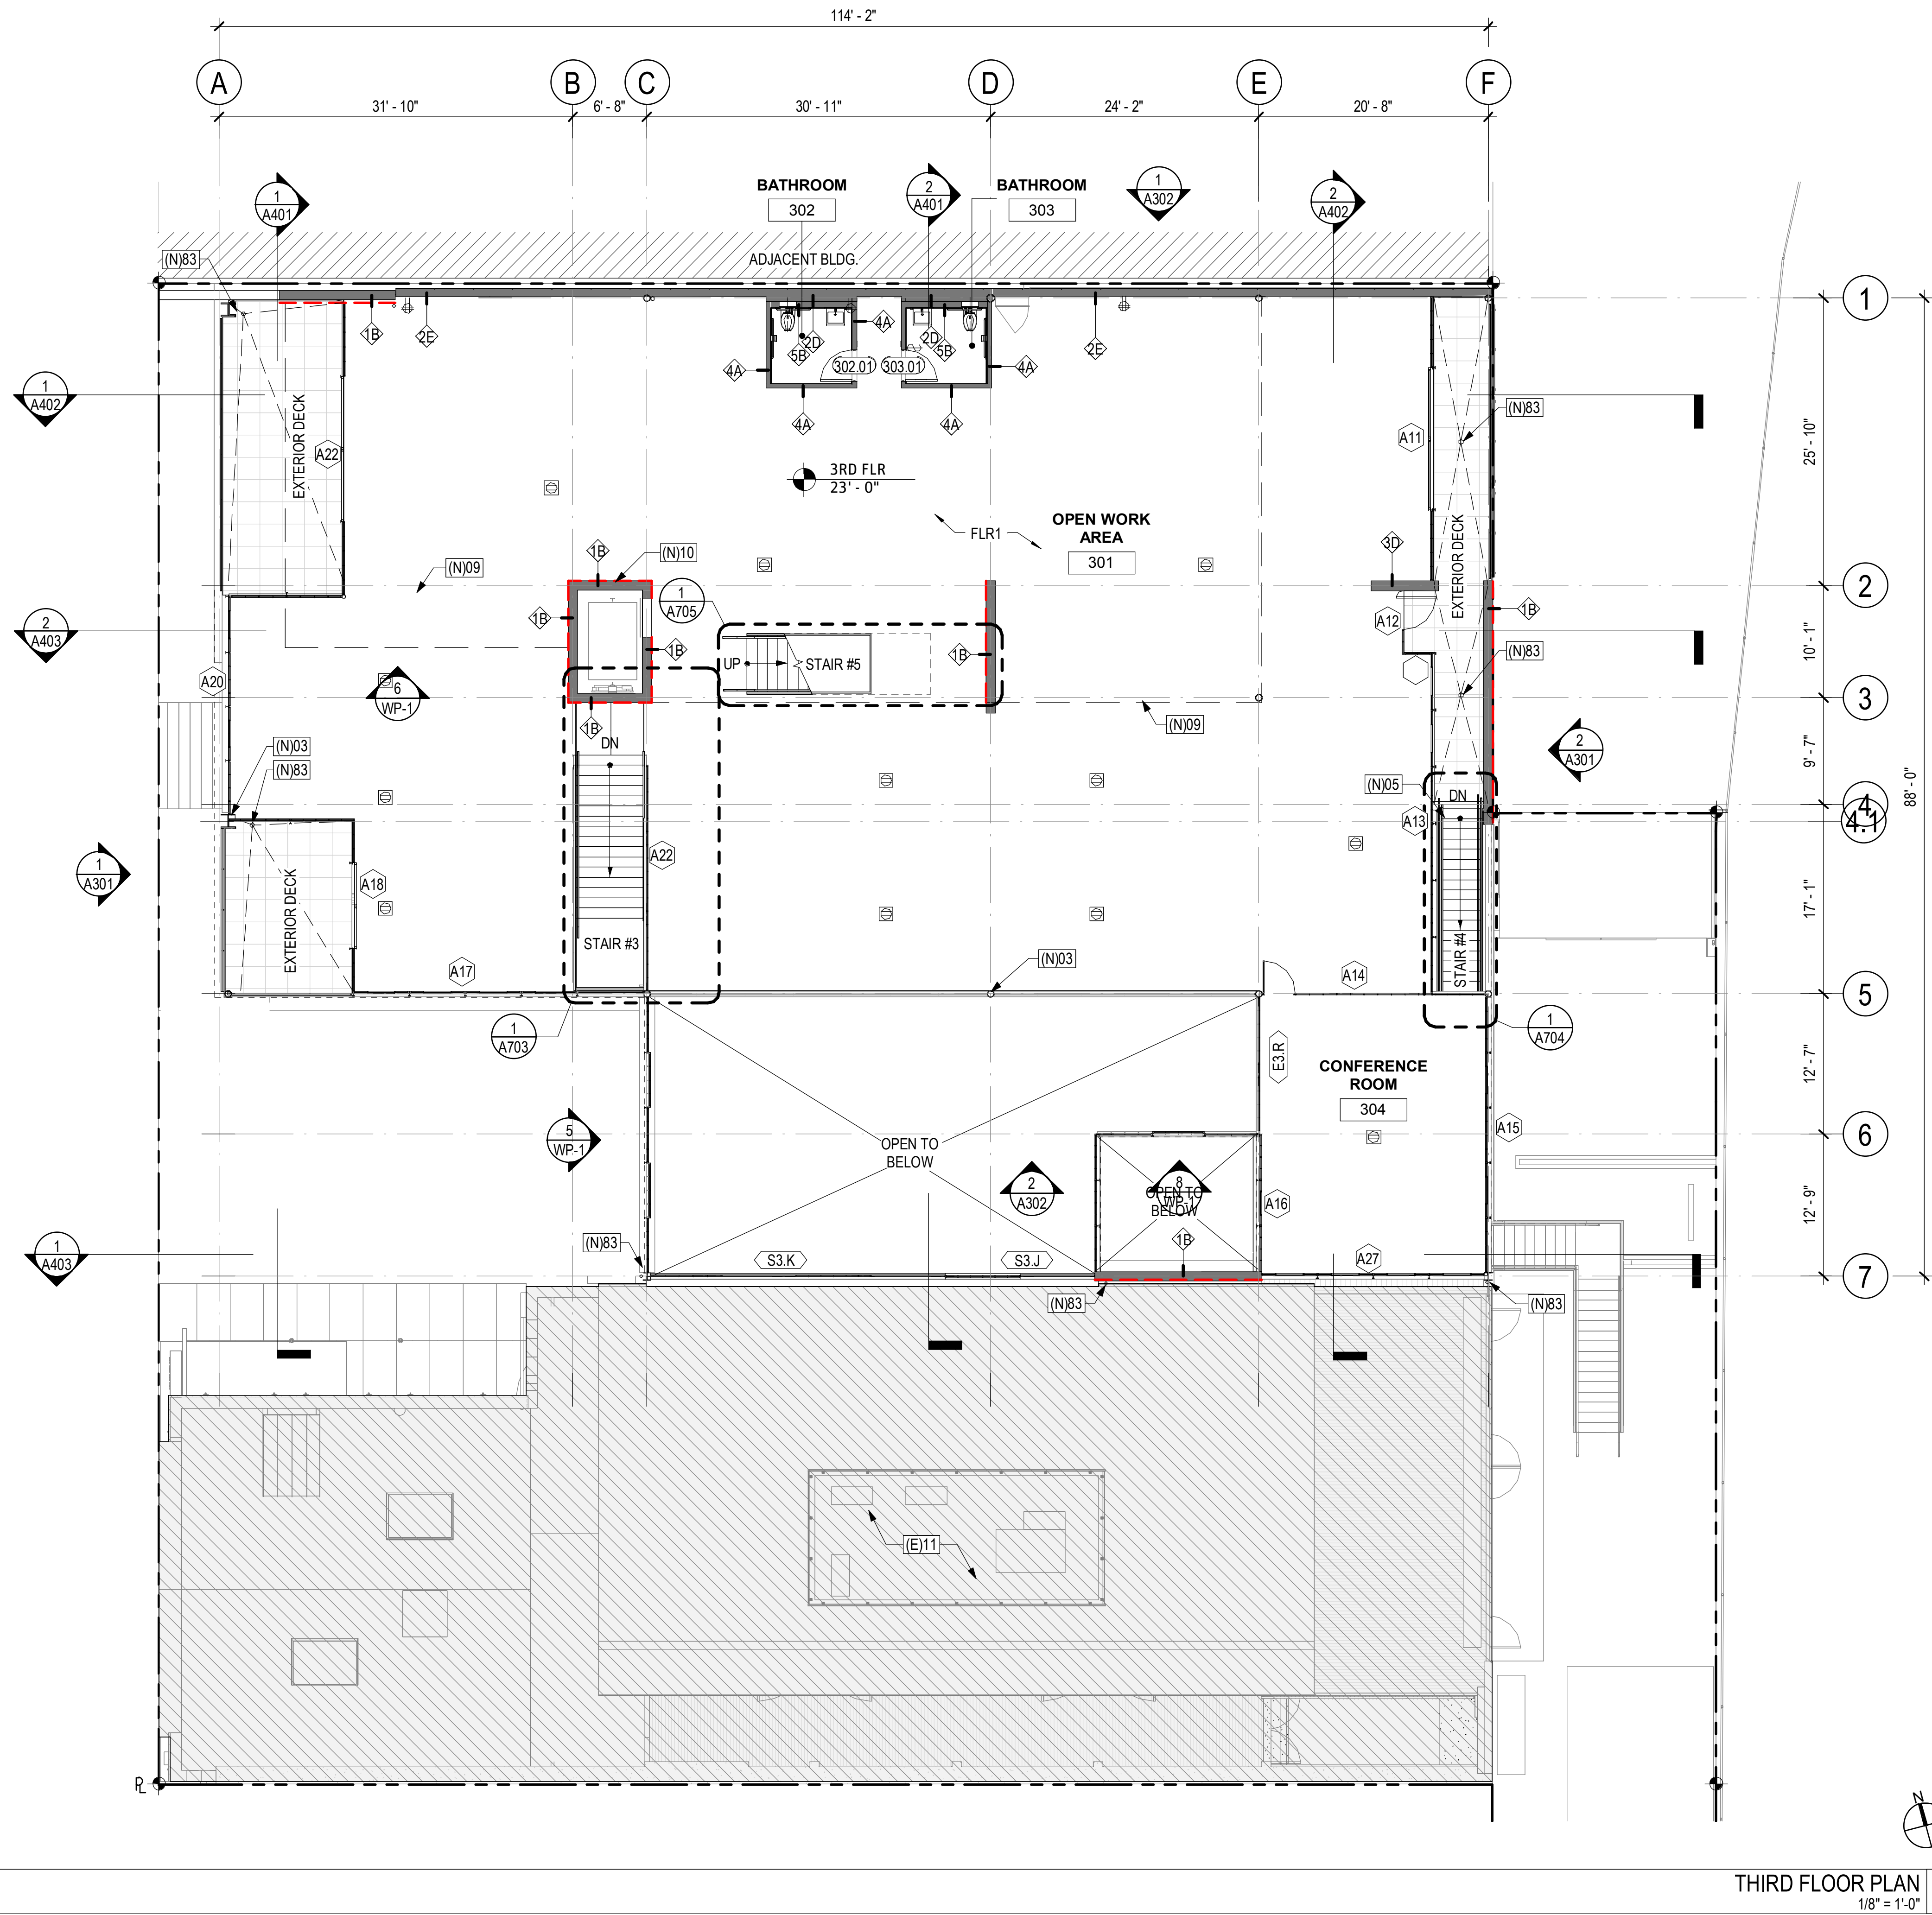 114' - 2"
A
B
C
D
E
F
31' - 10"
6' - 8"
30' - 11"
24' - 2"
20' - 8"
1
A401
BATHROOM
302
2
A401
BATHROOM
303
1
A302
2
A402
(N)83
ADJACENT BLDG.
1
1B
2E
5B
2D
4A
4A
302.01
303.01
2D
5B
4A
2E
4A
4A
1
A402
EXTERIOR DECK
A22
A11
(N)83
25' - 10"
3RD FLR
23' - 0"
FLR1
OPEN WORK
AREA
301
EXTERIOR DECK
3D
1B
(N)10
(N)09
1
A705
2
A403
1B
1B
UP
STAIR #5
1B
A12
1B
2
(N)83
10' - 1"
A20
6
WP-1
1B
DN
(N)09
3
(N)03
(N)83
2
A301
9' - 7"
88' - 0"
(N)05
DN
A13
4
4.1
1
A301
A18
EXTERIOR DECK
A22
17' - 1"
STAIR #3
A17
(N)03
A14
STAIR #4
5
1
A703
1
A704
E3.R
CONFERENCE
ROOM
304
12' - 7"
5
WP-1
OPEN TO
BELOW
A15
6
2
A302
8
WP-1
OPEN TO
BELOW
A16
12' - 9"
1B
1
A403
(N)83
S3.K
S3.J
A27
7
(N)83
(N)83
(E)11
PL
N
THIRD FLOOR PLAN
1/8" = 1'-0"